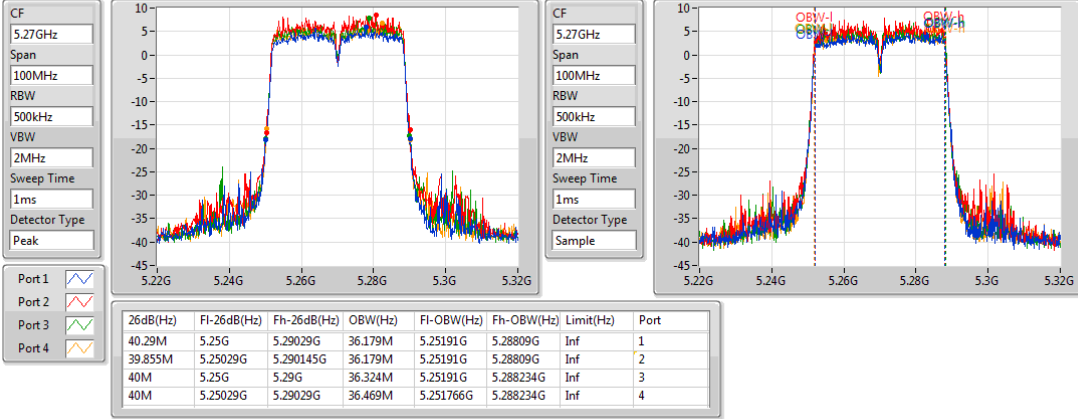 CF
5.27GHz
Span
100MHz
RBW
500kHz
VBW
2MHz
Sweep Time
1ms
Detector Type
Peak
10
5
0
-5
-10
-15
-20
-25
-30
-35
-40
-45
5.22G 5.24G 5.26G 5.28G 5.3G 5.32G
CF
5.27GHz
Span
100MHz
RBW
500kHz
VBW
2MHz
Sweep Time
1ms
Detector Type
Sample
10
5
0
-5
-10
-15
-20
-25
-30
-35
-40
-45
OBW-l OBW-h
5.22G 5.24G 5.26G 5.28G 5.3G 5.32G
Port 1
Port 2
Port 3
Port 4
26dB(Hz) Fl-26dB(Hz) Fh-26dB(Hz) OBW(Hz) Fl-OBW(Hz) Fh-OBW(Hz) Limit(Hz) Port
40.29M 5.25G 5.29029G 36.179M 5.25191G 5.28809G Inf 1
39.855M 5.25029G 5.290145G 36.179M 5.25191G 5.28809G Inf 2
40M 5.25G 5.29G 36.324M 5.25191G 5.288234G Inf 3
40M 5.25029G 5.29029G 36.469M 5.251766G 5.288234G Inf 4